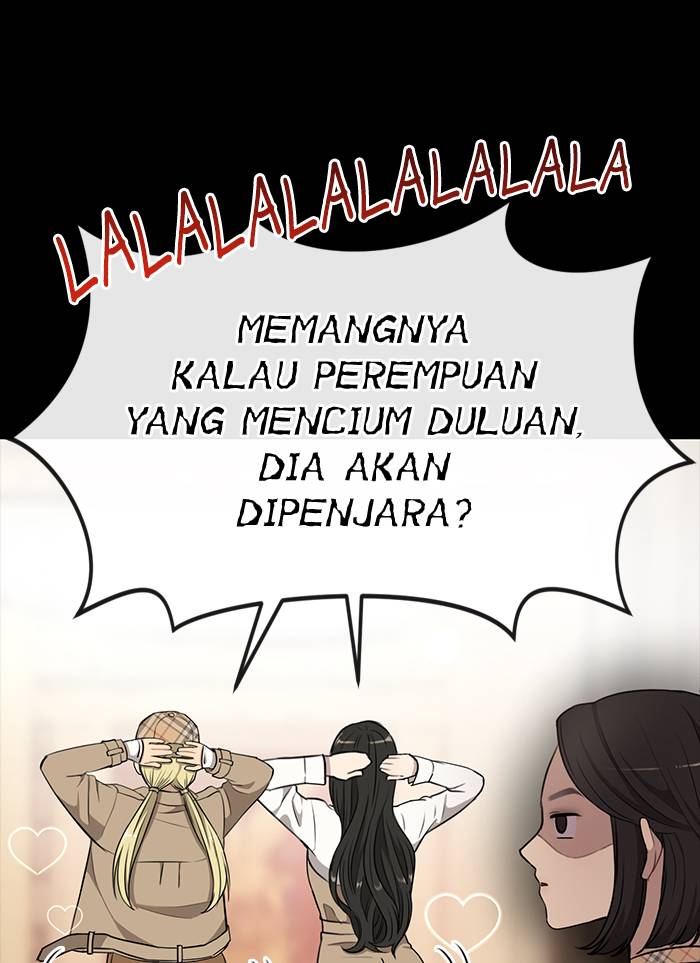 LALALALALALALALA
MEMANGNYA
KALAU PEREMPUAN
YANG MENCIUM DULUAN,
DIA AKAN
DIPENJARA?